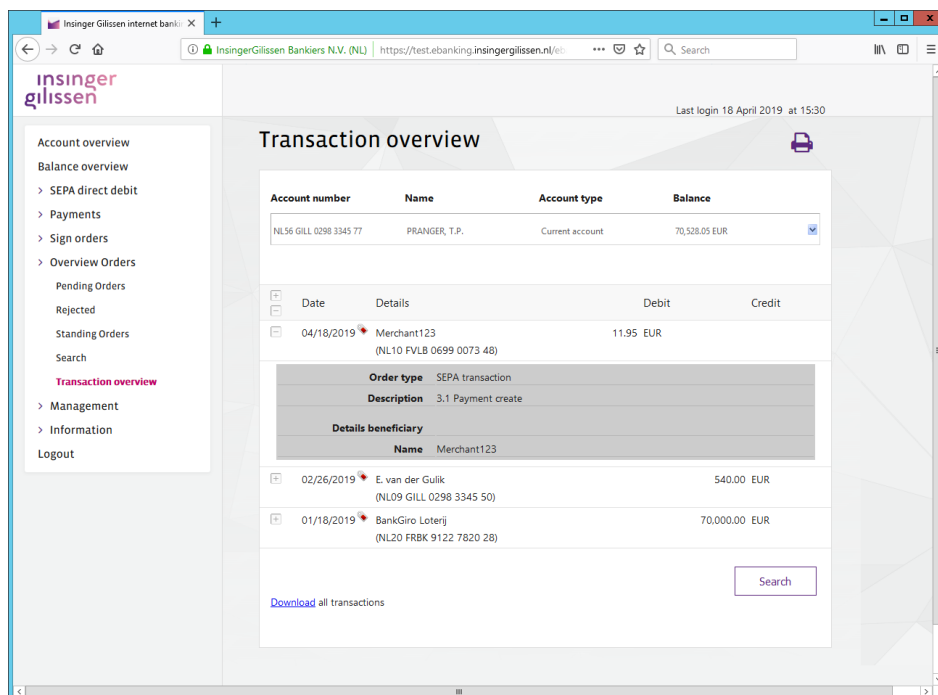 Insinger Gilissen internet banki
InsingerGilissen Bankiers N.V. (NL)
https://test.ebanking.insingergilissen.nl/eb
Search
insinger
gilissen
Last login 18 April 2019 at 15:30
Account overview
Balance overview
> SEPA direct debit
> Payments
> Sign orders
> Overview Orders
Pending Orders
Rejected
Standing Orders
Search
Transaction overview
> Management
> Information
Logout
Transaction overview
Account number Name Account type Balance
NL56 GILL 0298 3345 77 PRANGER, T.P. Current account 70,528.05 EUR
Date Details Debit Credit
04/18/2019 Merchant123 11.95 EUR
(NL10 FVLB 0699 0073 48)
Order type SEPA transaction
Description 3.1 Payment create
Details beneficiary
Name Merchant123
02/26/2019 E. van der Gulik 540.00 EUR
(NL09 GILL 0298 3345 50)
01/18/2019 BankGiro Loterij 70,000.00 EUR
(NL20 FRBK 9122 7820 28)
Search
Download all transactions